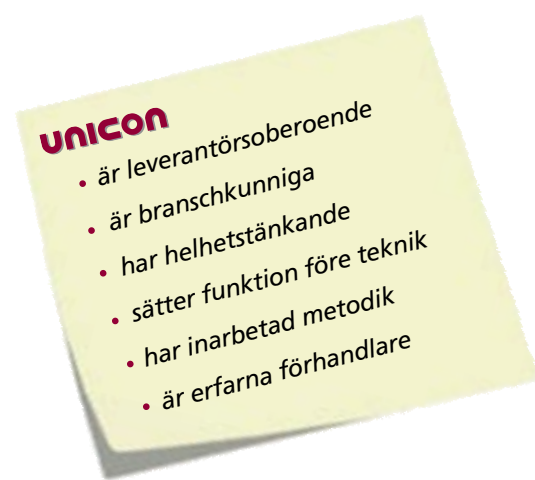 UNICON
• är leverantörsoberoende
• är branschkunniga
• har helhetstänkande
• sätter funktion före teknik
• har inarbetad metodik
• är erfarna förhandlare